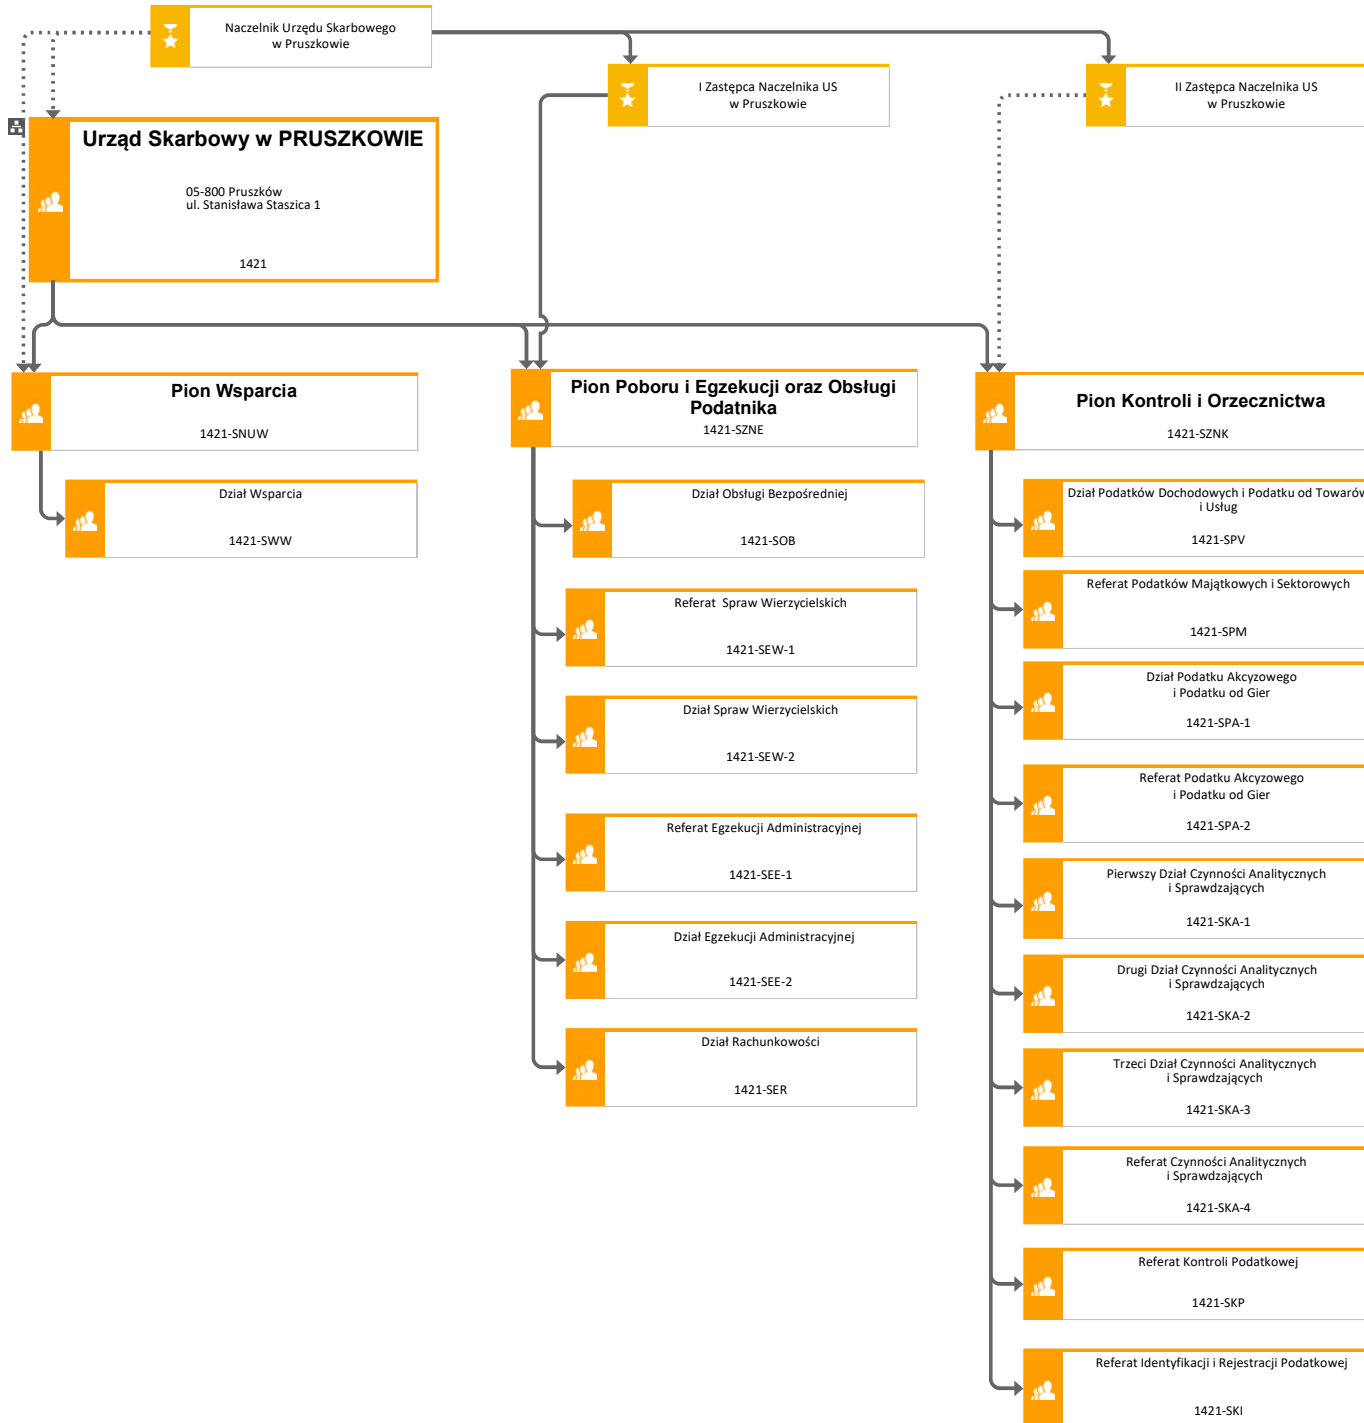 Naczelnik Urzędu Skarbowego
w Pruszkowie
I Zastępca Naczelnika US
w Pruszkowie
II Zastępca Naczelnika US
w Pruszkowie
Urząd Skarbowy w PRUSZKOWIE
05-800 Pruszków
ul. Stanisława Staszica 1
1421
Pion Wsparcia
1421-SNUW
Dział Wsparcia
1421-SWW
Pion Poboru i Egzekucji oraz Obsługi
Podatnika
1421-SZNE
Dział Obsługi Bezpośredniej
1421-SOB
Referat  Spraw Wierzycielskich
1421-SEW-1
Dział Spraw Wierzycielskich
1421-SEW-2
Referat Egzekucji Administracyjnej
1421-SEE-1
Dział Egzekucji Administracyjnej
1421-SEE-2
Dział Rachunkowości
1421-SER
Pion Kontroli i Orzecznictwa
1421-SZNK
Dział Podatków Dochodowych i Podatku od Towarów
i Usług
1421-SPV
Referat Podatków Majątkowych i Sektorowych
1421-SPM
Dział Podatku Akcyzowego
i Podatku od Gier
1421-SPA-1
Referat Podatku Akcyzowego
i Podatku od Gier
1421-SPA-2
Pierwszy Dział Czynności Analitycznych
i Sprawdzających
1421-SKA-1
Drugi Dział Czynności Analitycznych
i Sprawdzających
1421-SKA-2
Trzeci Dział Czynności Analitycznych
i Sprawdzających
1421-SKA-3
Referat Czynności Analitycznych
i Sprawdzających
1421-SKA-4
Referat Kontroli Podatkowej
1421-SKP
Referat Identyfikacji i Rejestracji Podatkowej
1421-SKI